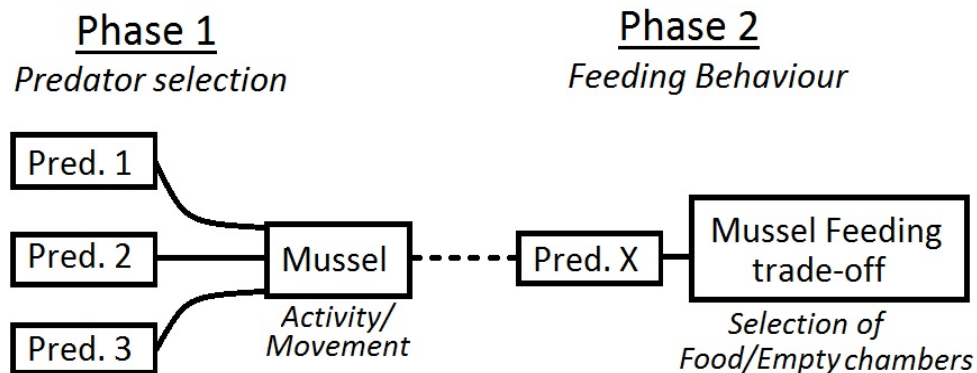 Phase 1
Predator selection
Pred. 1
Pred. 2
Pred. 3
Mussel
Activity/
Movement
Phase 2
Feeding Behaviour
Pred. X
Mussel Feeding
trade-off
Selection of
Food/Empty chambers